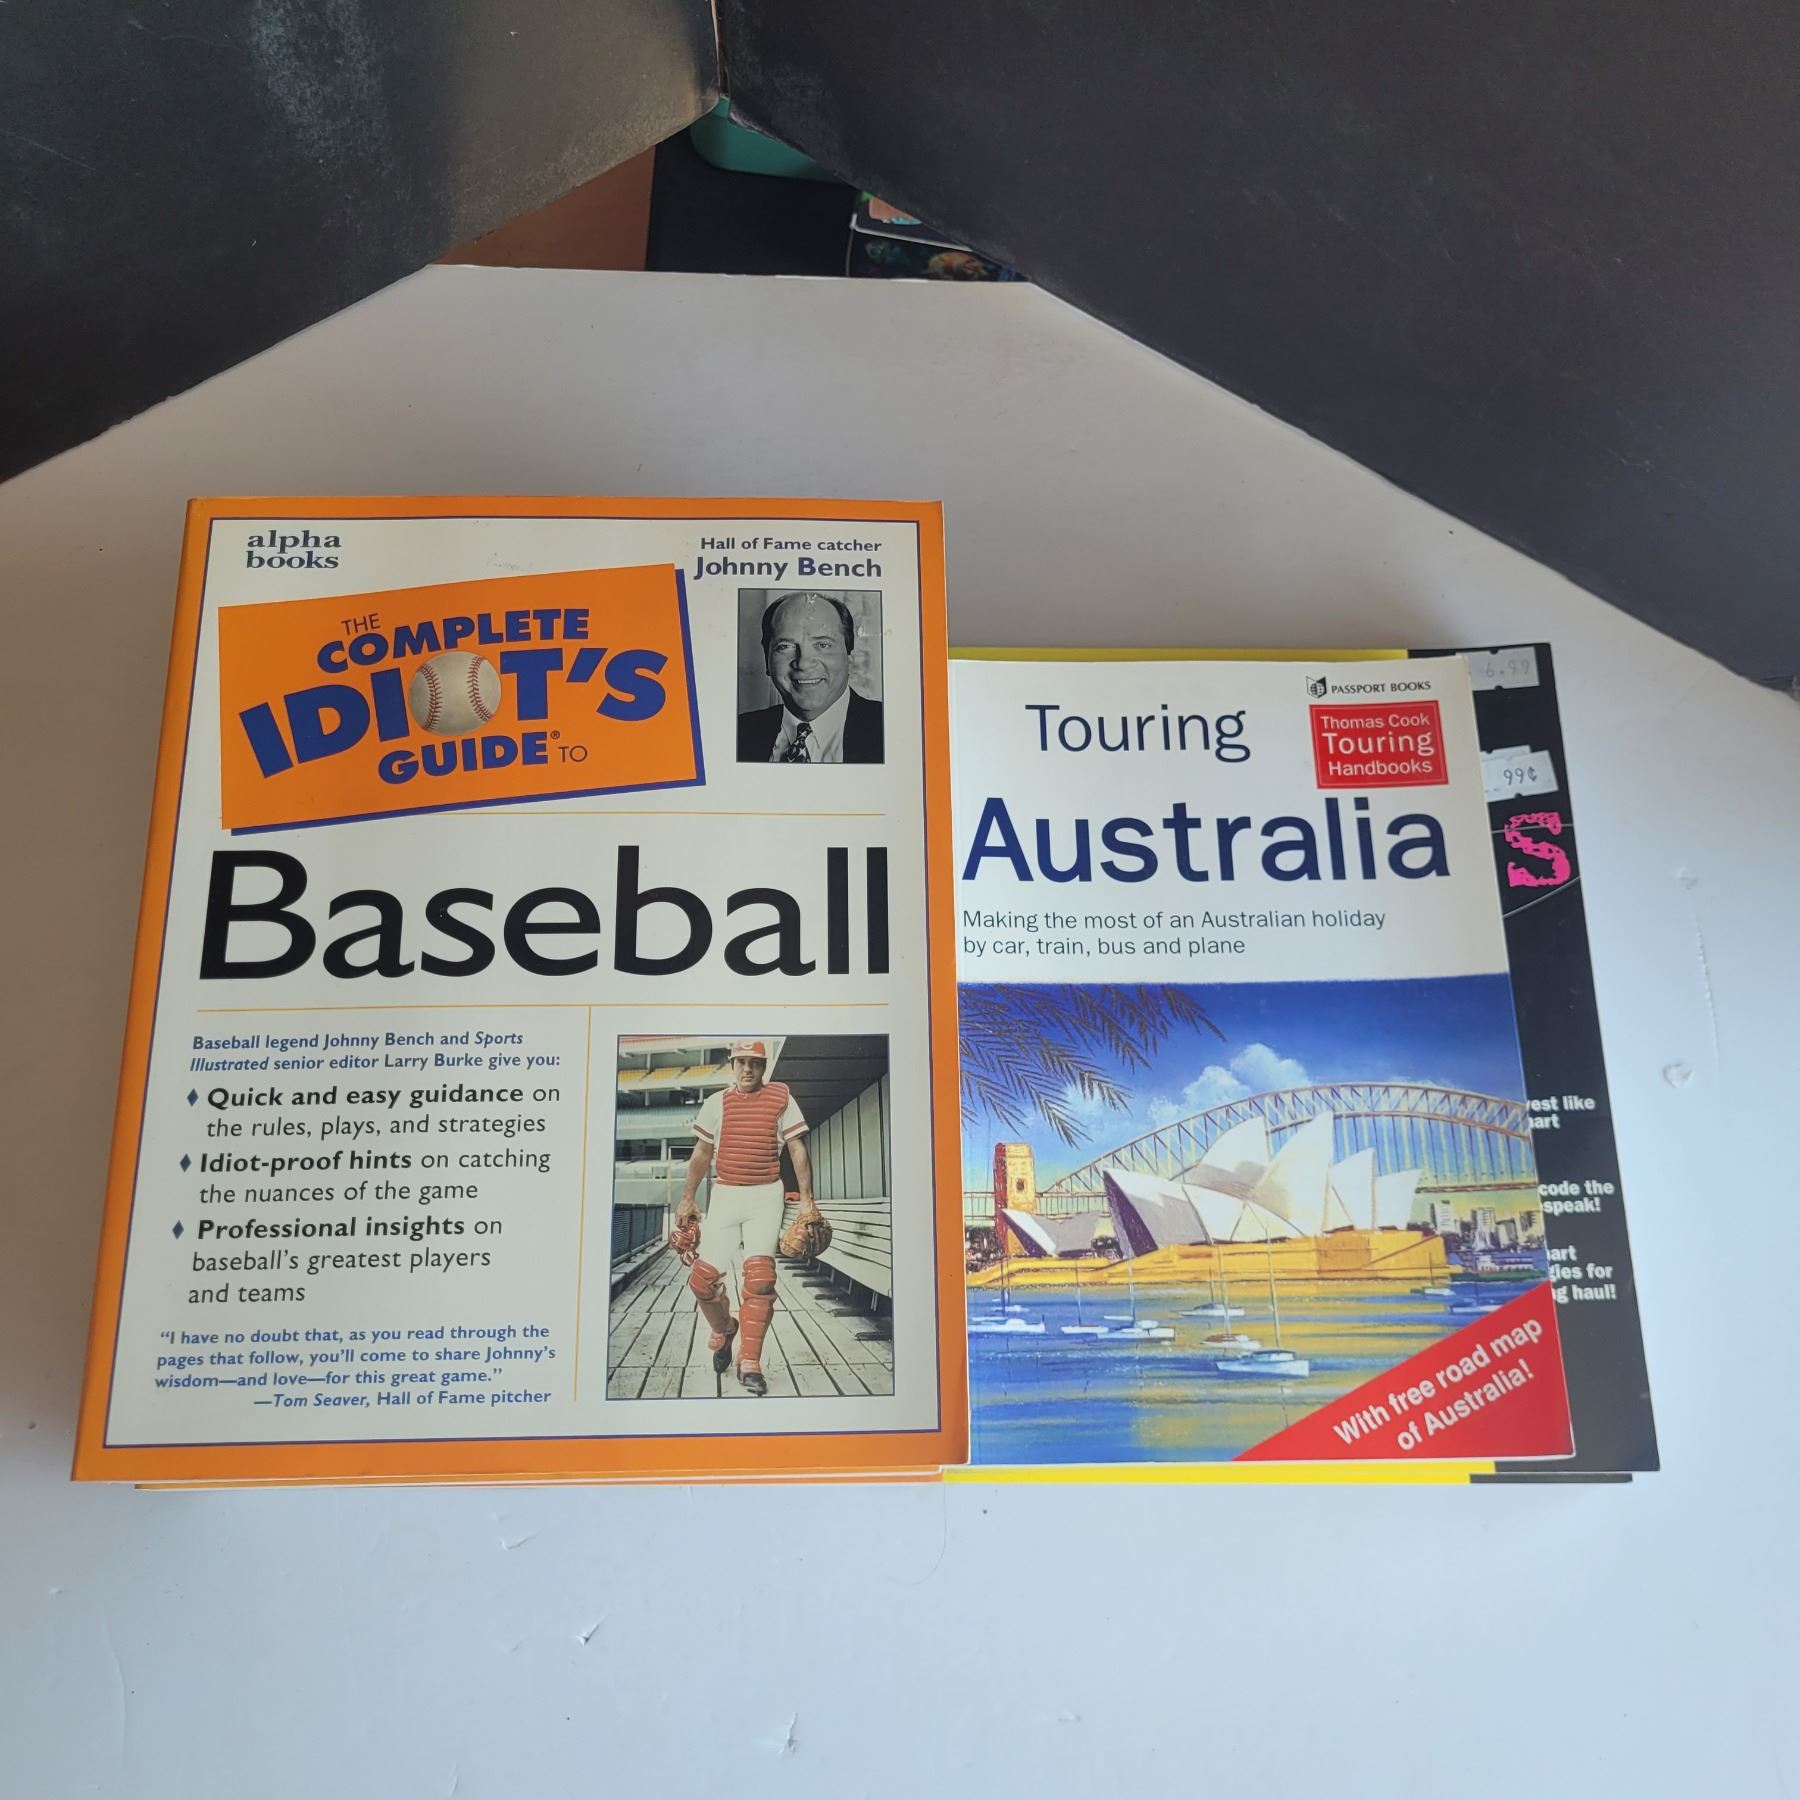 alpha
books
Hall of Fame catcher
Johnny Bench
THE
COMPLETE
IDIOT'S
GUIDE® TO
Baseball
Baseball legend Johnny Bench and Sports
Illustrated senior editor Larry Burke give you:
♦ Quick and easy guidance on
the rules, plays, and strategies
♦ Idiot-proof hints on catching
the nuances of the game
♦ Professional insights on
baseball's greatest players
and teams
"I have no doubt that, as you read through the
pages that follow, you'll come to share Johnny's
wisdom—and love—for this great game."
—Tom Seaver, Hall of Fame pitcher
PASSPORT BOOKS
Touring
Thomas Cook
Touring
Handbooks
Australia
Making the most of an Australian holiday
by car, train, bus and plane
With free road map
of Australia!
6.99
99¢
S
est like
art
code the
speak!
art
gies for
g haul!